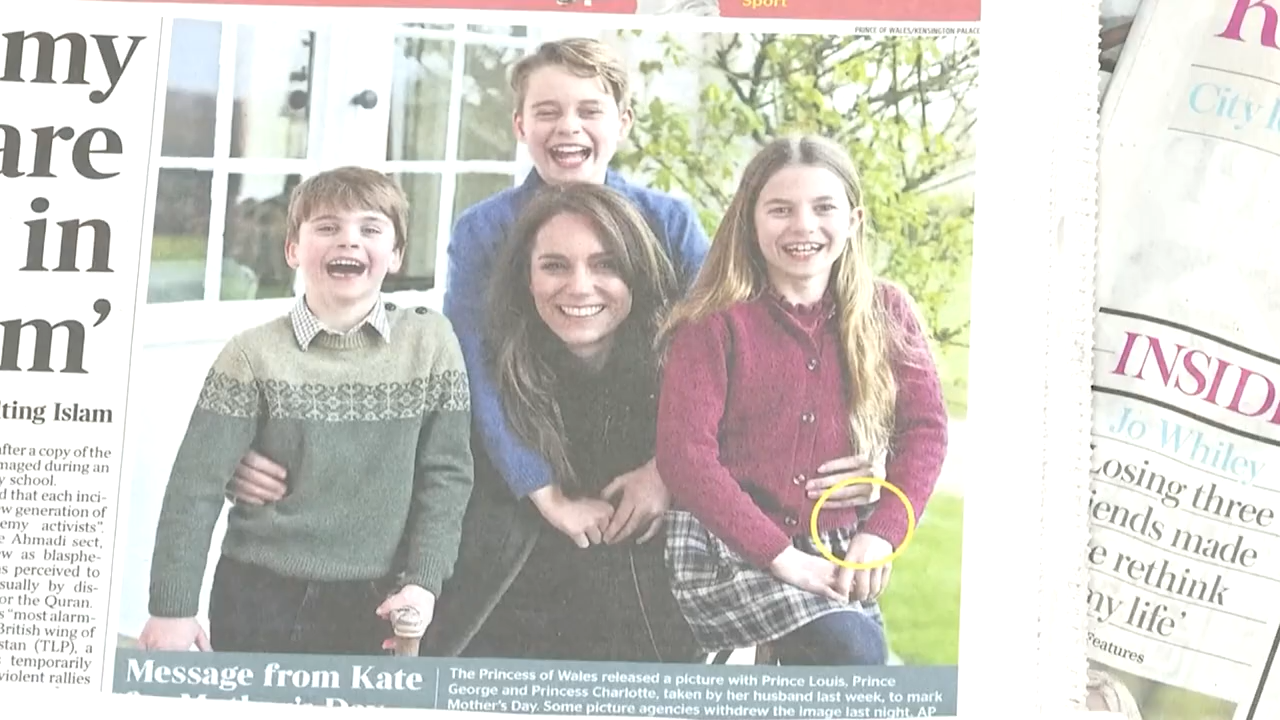 Sport
PRINCE OF WALES/KENSINGTON PALACE
my
are
in
m’
lting Islam
after a copy of the
maged during an
y school.
d that each inci-
w generation of
emy activists”.
e Ahmadi sect,
w as blasphe-
s perceived to
sually by dis-
or the Quran.
s “most alarm-
British wing of
stan (TLP), a
temporarily
violent rallies
Message from Kate
Mother’s Day
The Princess of Wales released a picture with Prince Louis, Prince
George and Princess Charlotte, taken by her husband last week, to mark
Mother’s Day. Some picture agencies withdrew the image last night. AP
City
INSID
Jo Whiley
Losing three
iends made
e rethink
my life’
Features